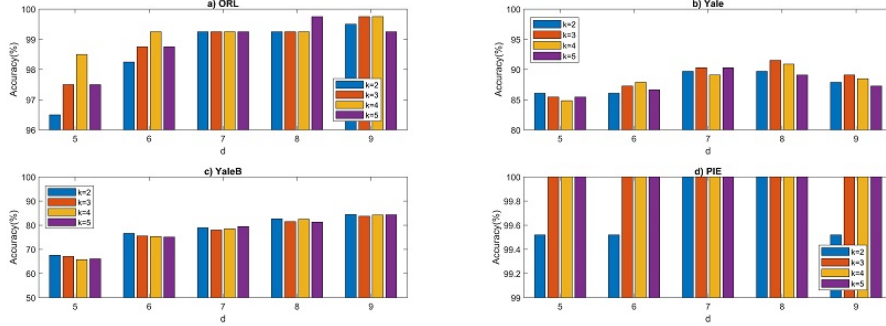 a) ORL
100
99
98
97
96
Accuracy(%)
5 6 7 8 9
d
k=2
k=3
k=4
k=5
b) Yale
100
95
90
85
80
Accuracy(%)
5 6 7 8 9
d
k=2
k=3
k=4
k=5
c) YaleB
100
90
80
70
60
50
Accuracy(%)
5 6 7 8 9
d
k=2
k=3
k=4
k=5
d) PIE
100
99.8
99.6
99.4
99.2
99
Accuracy(%)
5 6 7 8 9
d
k=2
k=3
k=4
k=5